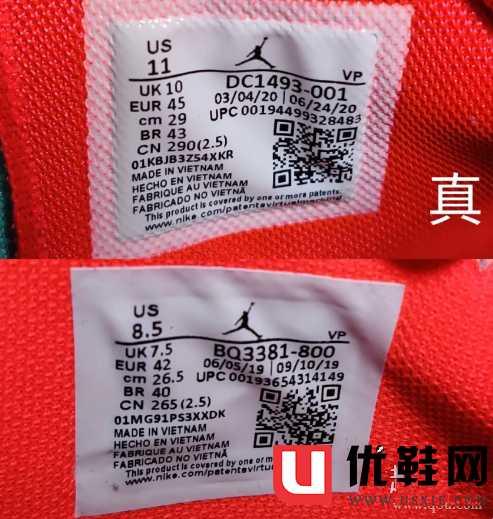 US
11
VP
UK 10
DC1493-001
EUR 45
03/04/20 | 06/24/20
cm 29
UPC 00194499328483
BR 43
CN 290(2.5)
01KBJB3Z54XKR
MADE IN VIETNAM
HECHO EN VIETNAM
FABRIQUE AU VIETNAM
FABRICADO NO VIETNÃ
This product is covered by one or more patents.
www.nike.com/patentsvirtualmarking
真
US
8.5
VP
UK 7.5
BQ3381-800
EUR 42
06/05/19 | 09/10/19
cm 26.5
UPC 00193654314149
BR 40
CN 265(2.5)
01MG91PS3XXDK
MADE IN VIETNAM
HECHO EN VIETNAM
FABRIQUE AU VIETNAM
FABRICADO NO VIETNÃ
This product is covered by one or more
www.nike.com/patentsvirtual
U 优鞋网